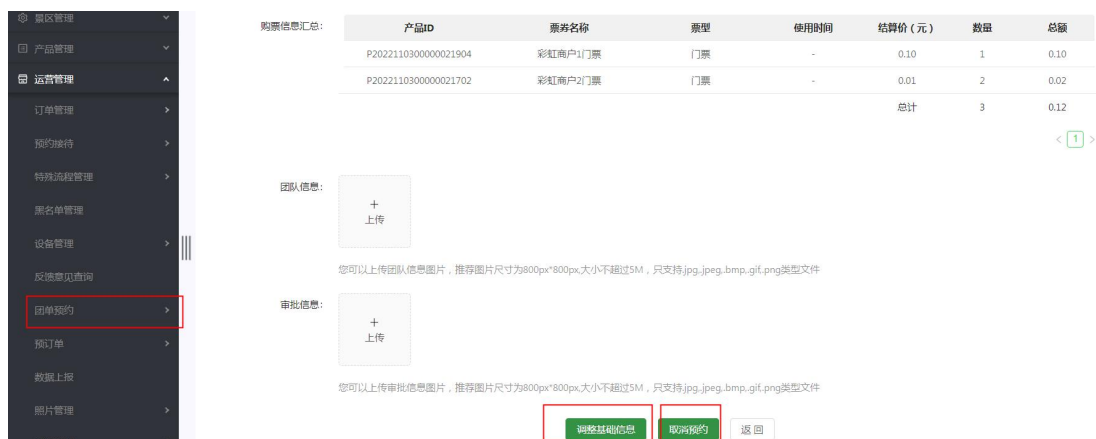 景区管理
产品管理
运营管理
订单管理
预约接待
特殊流程管理
黑名单管理
设备管理
反馈意见查询
团单预约
预订单
数据上报
照片管理
购票信息汇总：
产品ID 票券名称 票型 使用时间 结算价（元） 数量 总额
P2022110300000021904 彩虹商户1门票 门票 - 0.10 1 0.10
P2022110300000021702 彩虹商户2门票 门票 - 0.01 2 0.02
总计 3 0.12
< 1 >
团队信息：
+
上传
您可以上传团队信息图片，推荐图片尺寸为800px*800px,大小不超过5M，只支持.jpg,.jpeg,.bmp,.gif,.png类型文件
审批信息：
+
上传
您可以上传审批信息图片，推荐图片尺寸为800px*800px,大小不超过5M，只支持.jpg,.jpeg,.bmp,.gif,.png类型文件
调整基础信息 取消预约 返回